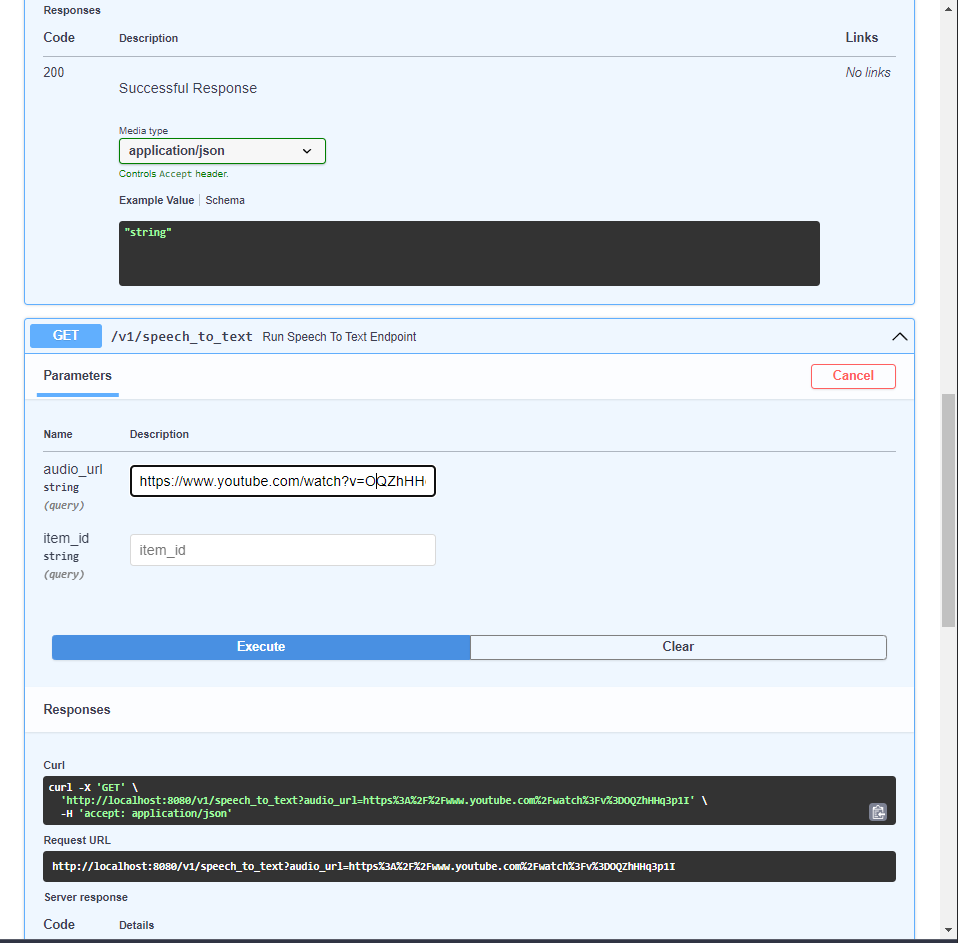 Responses
Code Description Links
200 No links
Successful Response
Media type
application/json
Controls Accept header.
Example Value Schema
"string"
GET /v1/speech_to_text Run Speech To Text Endpoint
Parameters Cancel
Name Description
audio_url https://www.youtube.com/watch?v=OQZhHH
string
(query)
item_id item_id
string
(query)
Execute Clear
Responses
Curl
curl -X 'GET' \
'http://localhost:8080/v1/speech_to_text?audio_url=https%3A%2F%2Fwww.youtube.com%2Fwatch%3Fv%3DOQZhHHq3p1I' \
-H 'accept: application/json'
Request URL
http://localhost:8080/v1/speech_to_text?audio_url=https%3A%2F%2Fwww.youtube.com%2Fwatch%3Fv%3DOQZhHHq3p1I
Server response
Code Details